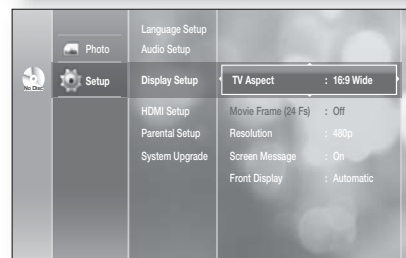 Language Setup
Photo
Audio Setup
No Disc
Setup
Display Setup
TV Aspect : 16:9 Wide
HDMI Setup
Movie Frame (24 Fs) : Off
Parental Setup
Resolution : 480p
System Upgrade
Screen Message : On
Front Display : Automatic